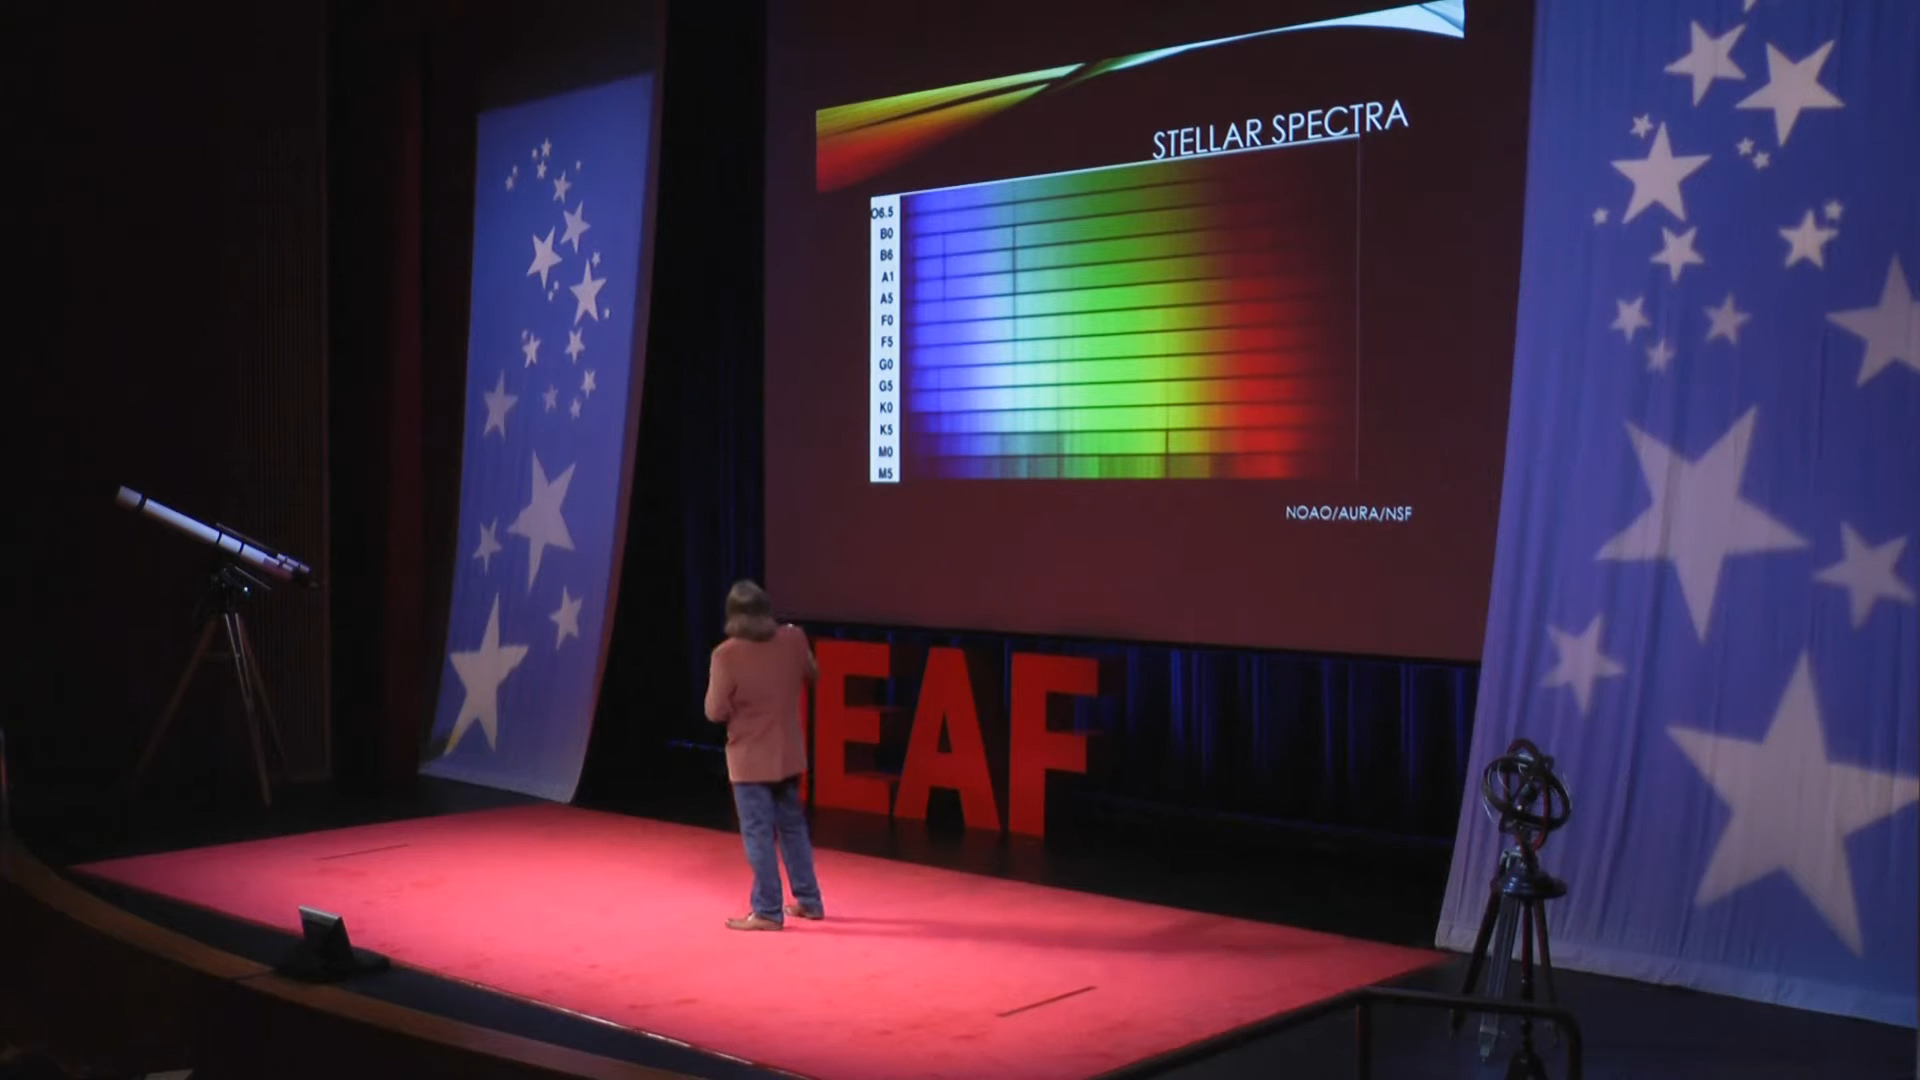 STELLAR SPECTRA
O6.5
B0
B6
A1
A5
F0
F5
G0
G5
K0
K5
M0
M5
NOAO/AURA/NSF
EAF